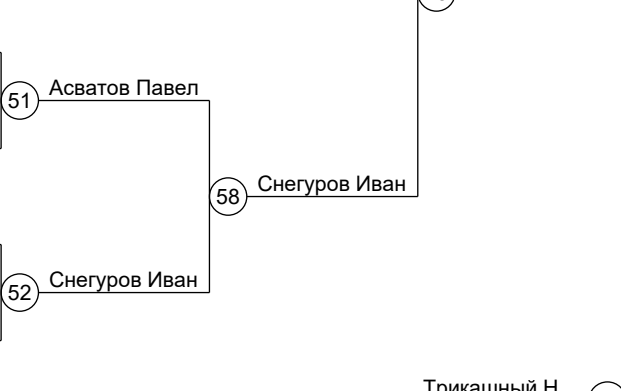 51 Асватов Павел
58 Снегуров Иван
52 Снегуров Иван
Трикашный Н